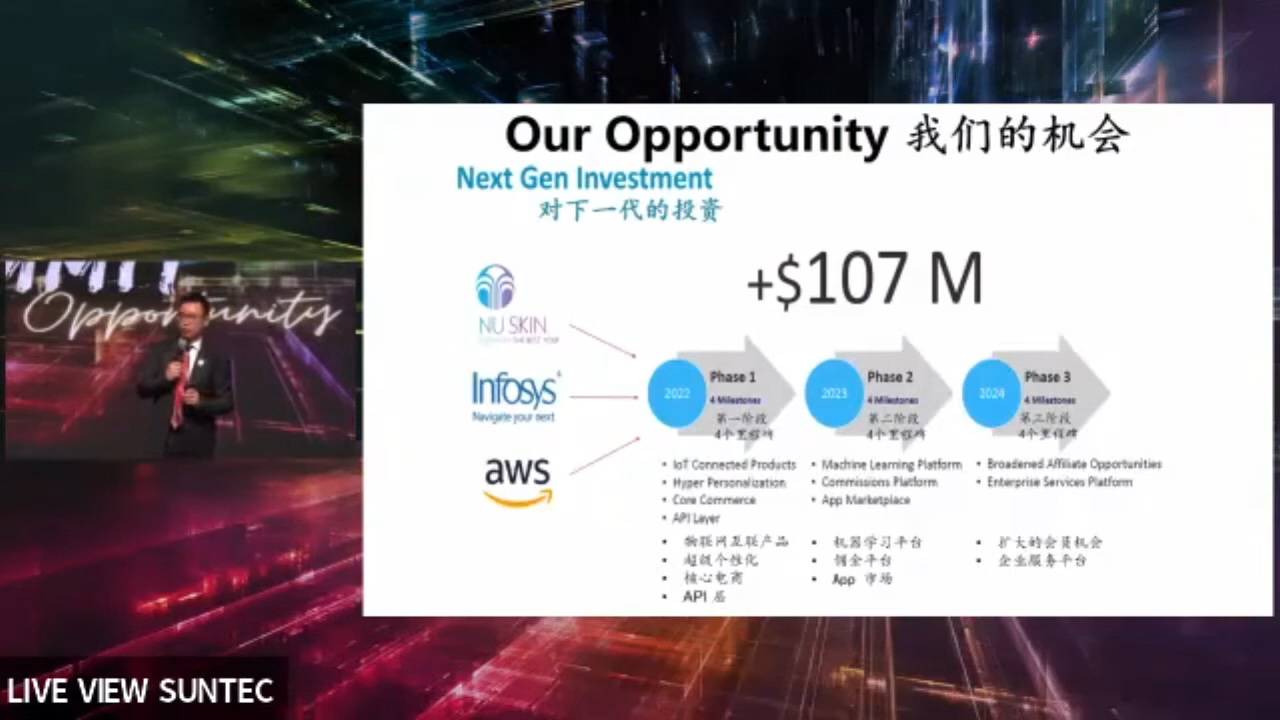 Our Opportunity 我们的机会
Next Gen Investment
对下一代的投资
+$107 M
NU SKIN
THE BEST YOU
Infosys
Navigate your next
aws
2022
Phase 1
4 Milestones
第一阶段
4个里程碑
2023
Phase 2
4 Milestones
第二阶段
4个里程碑
2024
Phase 3
4 Milestones
第三阶段
4个里程碑
• IoT Connected Products
• Hyper Personalization
• Core Commerce
• API Layer
• 物联网互联产品
• 超级个性化
• 核心电商
• API 层
• Machine Learning Platform
• Commissions Platform
• App Marketplace
• 机器学习平台
• 佣金平台
• App 市场
• Broadened Affiliate Opportunities
• Enterprise Services Platform
• 扩大的会员机会
• 企业服务平台
Opportunity
LIVE VIEW SUNTEC